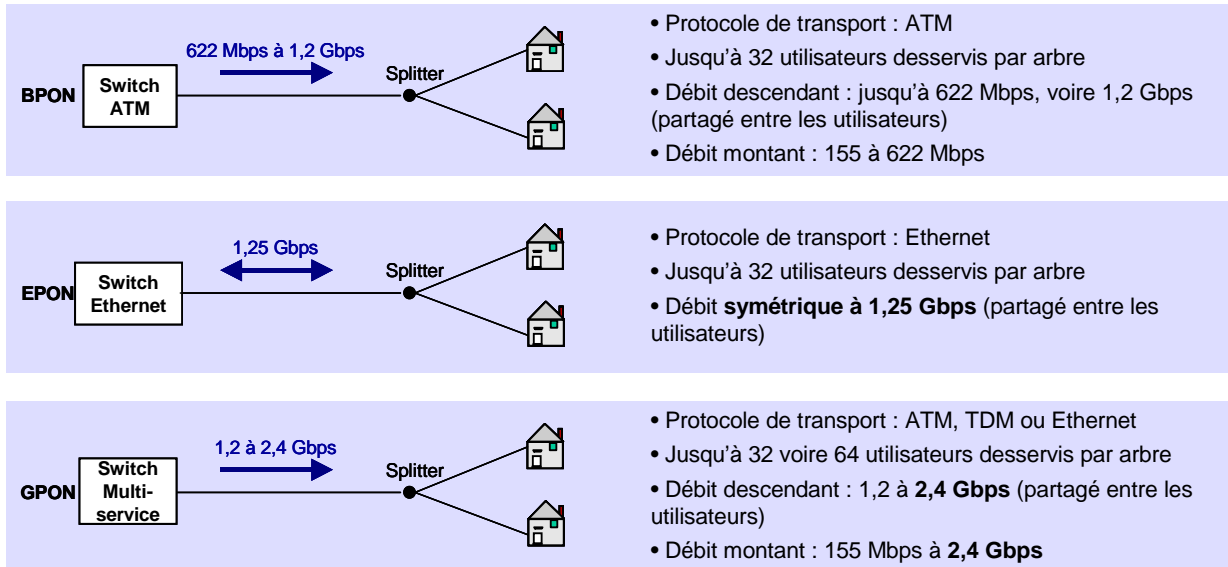 622 Mbps à 1,2 Gbps
BPON
Switch
ATM
Splitter
• Protocole de transport : ATM
• Jusqu'à 32 utilisateurs desservis par arbre
• Débit descendant : jusqu'à 622 Mbps, voire 1,2 Gbps
(partagé entre les utilisateurs)
• Débit montant : 155 à 622 Mbps
1,25 Gbps
EPON
Switch
Ethernet
Splitter
• Protocole de transport : Ethernet
• Jusqu'à 32 utilisateurs desservis par arbre
• Débit symétrique à 1,25 Gbps (partagé entre les
utilisateurs)
1,2 à 2,4 Gbps
GPON
Switch
Multi-
service
Splitter
• Protocole de transport : ATM, TDM ou Ethernet
• Jusqu'à 32 voire 64 utilisateurs desservis par arbre
• Débit descendant : 1,2 à 2,4 Gbps (partagé entre les
utilisateurs)
• Débit montant : 155 Mbps à 2,4 Gbps